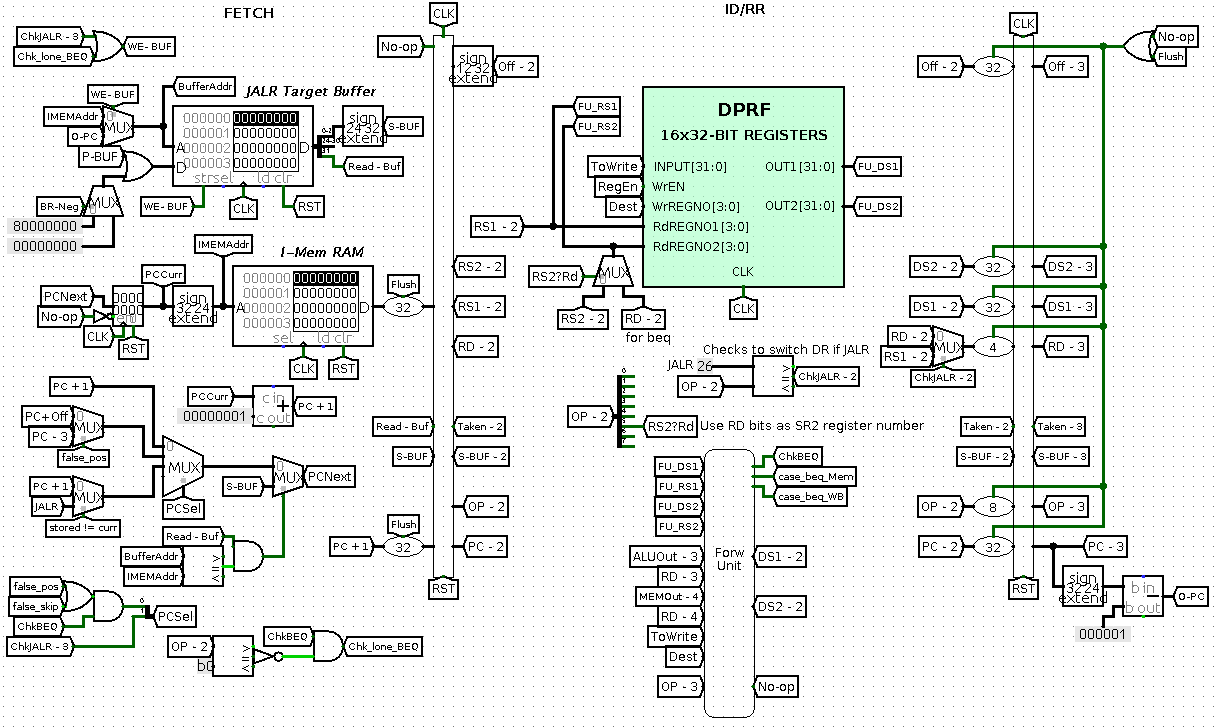 FETCH
CLK
ID/RR
CLK
ChkJALR - 3
Chk_lone_BEQ
WE- BUF
No-op
sign
1232
extend
Off - 2
Off - 2
32
Off - 3
No-op
Flush
WE- BUF
BufferAddr
JALR Target Buffer
IMEMAddr
O-PC
0
MUX
P-BUF
A
D
000000 00000000
000001 00000000
000002 00000000
000003 00000000
D
strsel
ld clr
sign
24 32
extend
S-BUF
Read - Buf
BR-Neg
MUX
80000000
00000000
WE- BUF
CLK
RST
FU_RS1
FU_RS2
DPRF
16x32-BIT REGISTERS
ToWrite
RegEn
Dest
RS1 - 2
INPUT[31:0]
WrEN
WrREGNO[3:0]
RdREGNO1[3:0]
RdREGNO2[3:0]
OUT1[31:0]
OUT2[31:0]
CLK
FU_DS1
FU_DS2
CLK
RS2?Rd
0
MUX
RS2 - 2
RD - 2
for beq
IMEMAddr
I-Mem RAM
PCCurr
PCNext
No-op
en
CLK
RST
sign
3224
extend
A
000000 00000000
000001 00000000
000002 00000000
000003 00000000
D
sel
ld clr
CLK
RST
Flush
32
RS2 - 2
RS1 - 2
RD - 2
DS2 - 2
32
DS2 - 3
DS1 - 2
32
DS1 - 3
RD - 2
RS1 - 2
0
MUX
4
RD - 3
ChkJALR - 2
Checks to switch DR if JALR
JALR
26
OP - 2
ChkJALR - 2
OP - 2
RS2?Rd
Use RD bits as SR2 register number
PC + 1
PCCurr
00000001
c in
+
c out
PC + 1
PC+Off
PC - 3
MUX
false_pos
PC + 1
JALR
MUX
stored != curr
0
MUX
PCSel
S-BUF
MUX
PCNext
Read - Buf
Taken - 2
S-BUF
S-BUF - 2
Taken - 2
Taken - 3
S-BUF - 2
S-BUF - 3
OP - 2
OP - 2
8
OP - 3
Read - Buf
BufferAddr
IMEMAddr
Flush
PC + 1
32
PC - 2
PC - 2
32
PC - 3
RST
RST
sign
3224
extend
b in
−
b out
O-PC
000001
false_pos
false_skip
ChkBEQ
ChkJALR - 3
PCSel
OP - 2
ChkBEQ
Chk_lone_BEQ
FU_DS1
FU_RS1
FU_DS2
FU_RS2
ALUOut - 3
RD - 3
MEMOut - 4
RD - 4
ToWrite
Dest
OP - 3
Forw
Unit
ChkBEQ
case_beq_Mem
case_beq_WB
DS1 - 2
DS2 - 2
No-op